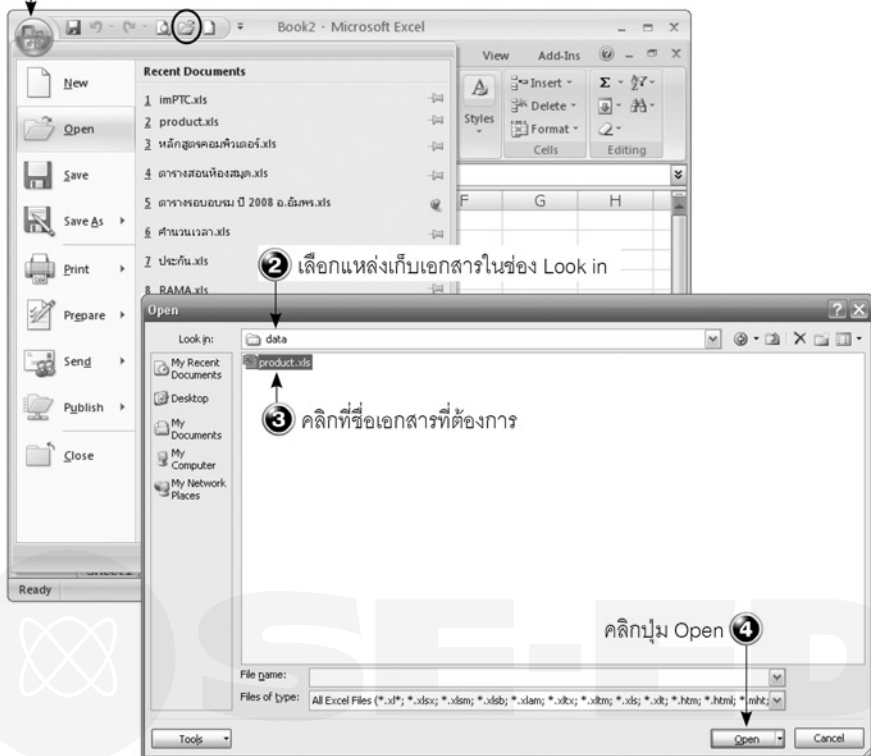 Book2 - Microsoft Excel
View Add-Ins
New
Open
Save
Save As
Print
Prepare
Send
Publish
Close
Recent Documents
1 imPTC.xls
2 product.xls
3 หลักสูตรคอมพิวเตอร์.xls
4 ตารางสอนห้องสมุด.xls
5 ตารางรอบอบรม ปี 2008 อ.อัมพร.xls
6 คำนวนเวลา.xls
7 ประกัน.xls
8 RAMA.xls
Styles
Insert
Delete
Format
Cells
Editing
F G H
2 เลือกแหล่งเก็บเอกสารในช่อง Look in
Open
Look in: data
My Recent Documents
Desktop
My Documents
My Computer
My Network Places
product.xls
3 คลิกที่ชื่อเอกสารที่ต้องการ
คลิกปุ่ม Open 4
File name:
Files of type: All Excel Files (*.xl*; *.xlsx; *.xlsm; *.xlsb; *.xlam; *.xltx; *.xltm; *.xls; *.xlt; *.htm; *.html; *.mht;
Tools Open Cancel
Ready
SE-ED